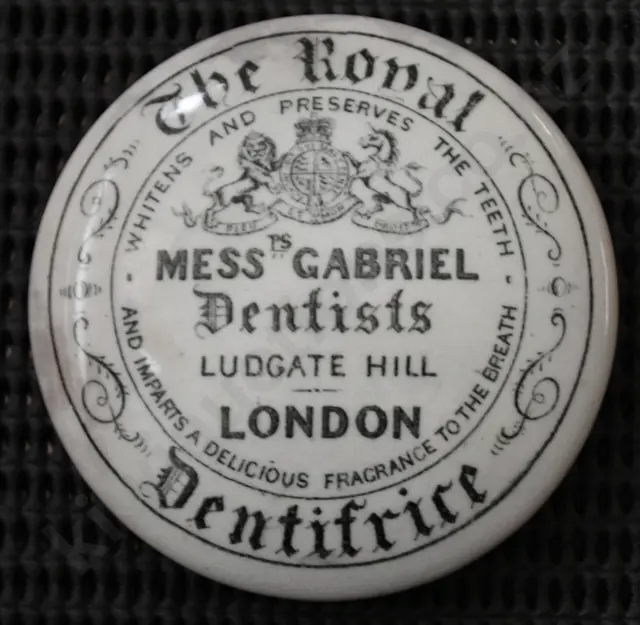 The Royal
WHITENS AND PRESERVES THE TEETH
MESSRS GABRIEL
Dentists
LUDGATE HILL
LONDON
AND IMPARTS A DELICIOUS FRAGRANCE TO THE BREATH
Dentifrice